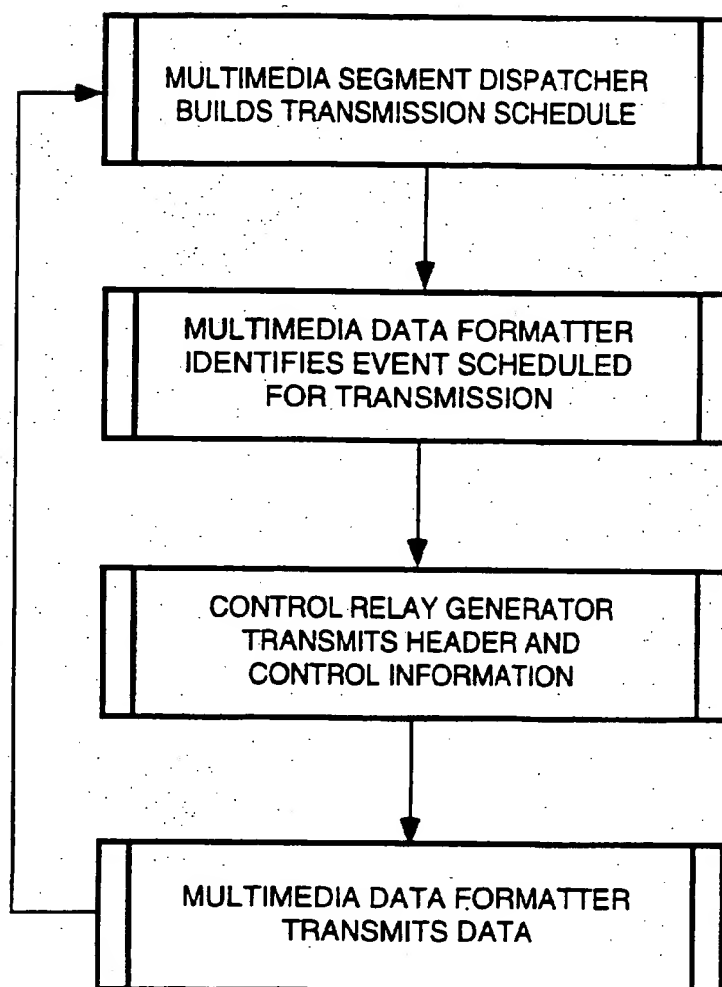 MULTIMEDIA SEGMENT DISPATCHER
BUILDS TRANSMISSION SCHEDULE
MULTIMEDIA DATA FORMATTER
IDENTIFIES EVENT SCHEDULED
FOR TRANSMISSION
CONTROL RELAY GENERATOR
TRANSMITS HEADER AND
CONTROL INFORMATION
MULTIMEDIA DATA FORMATTER
TRANSMITS DATA